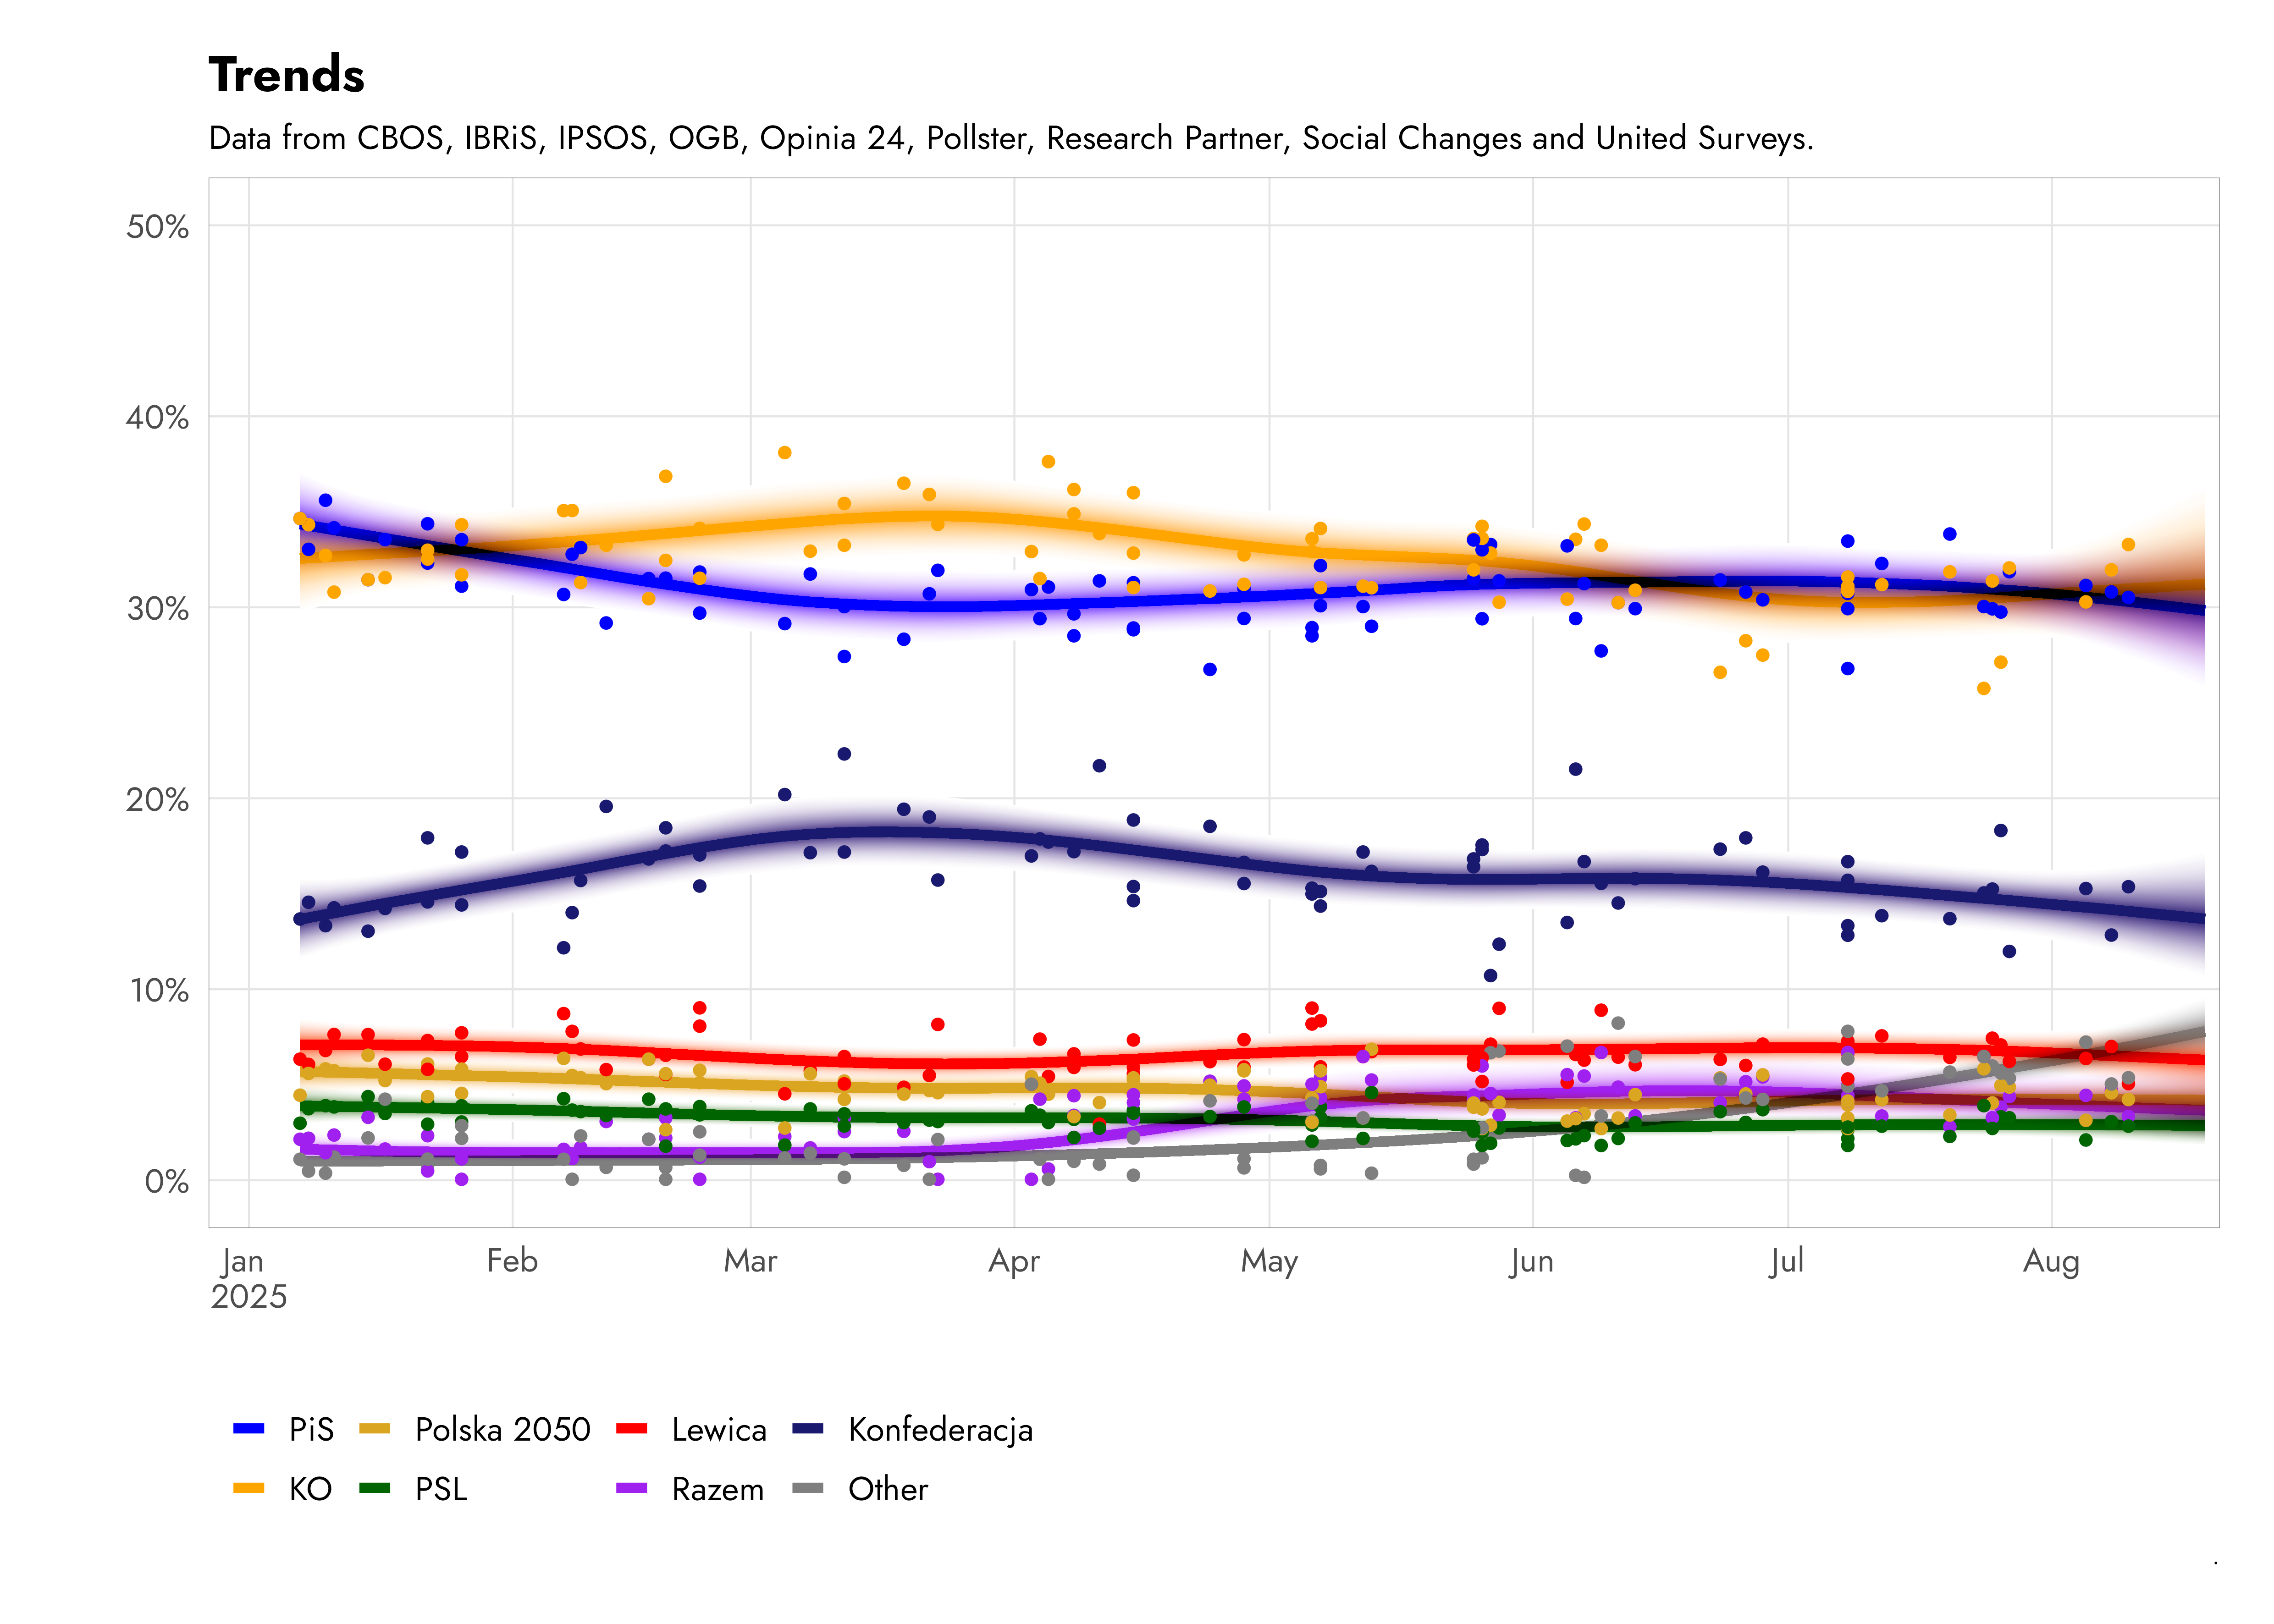 Trends
Data from CBOS, IBRiS, IPSOS, OGB, Opinia 24, Pollster, Research Partner, Social Changes and United Surveys.
50%
40%
30%
20%
10%
0%
Jan Feb Mar Apr May Jun Jul Aug
2025
PiS Polska 2050 Lewica Konfederacja
KO PSL Razem Other
.